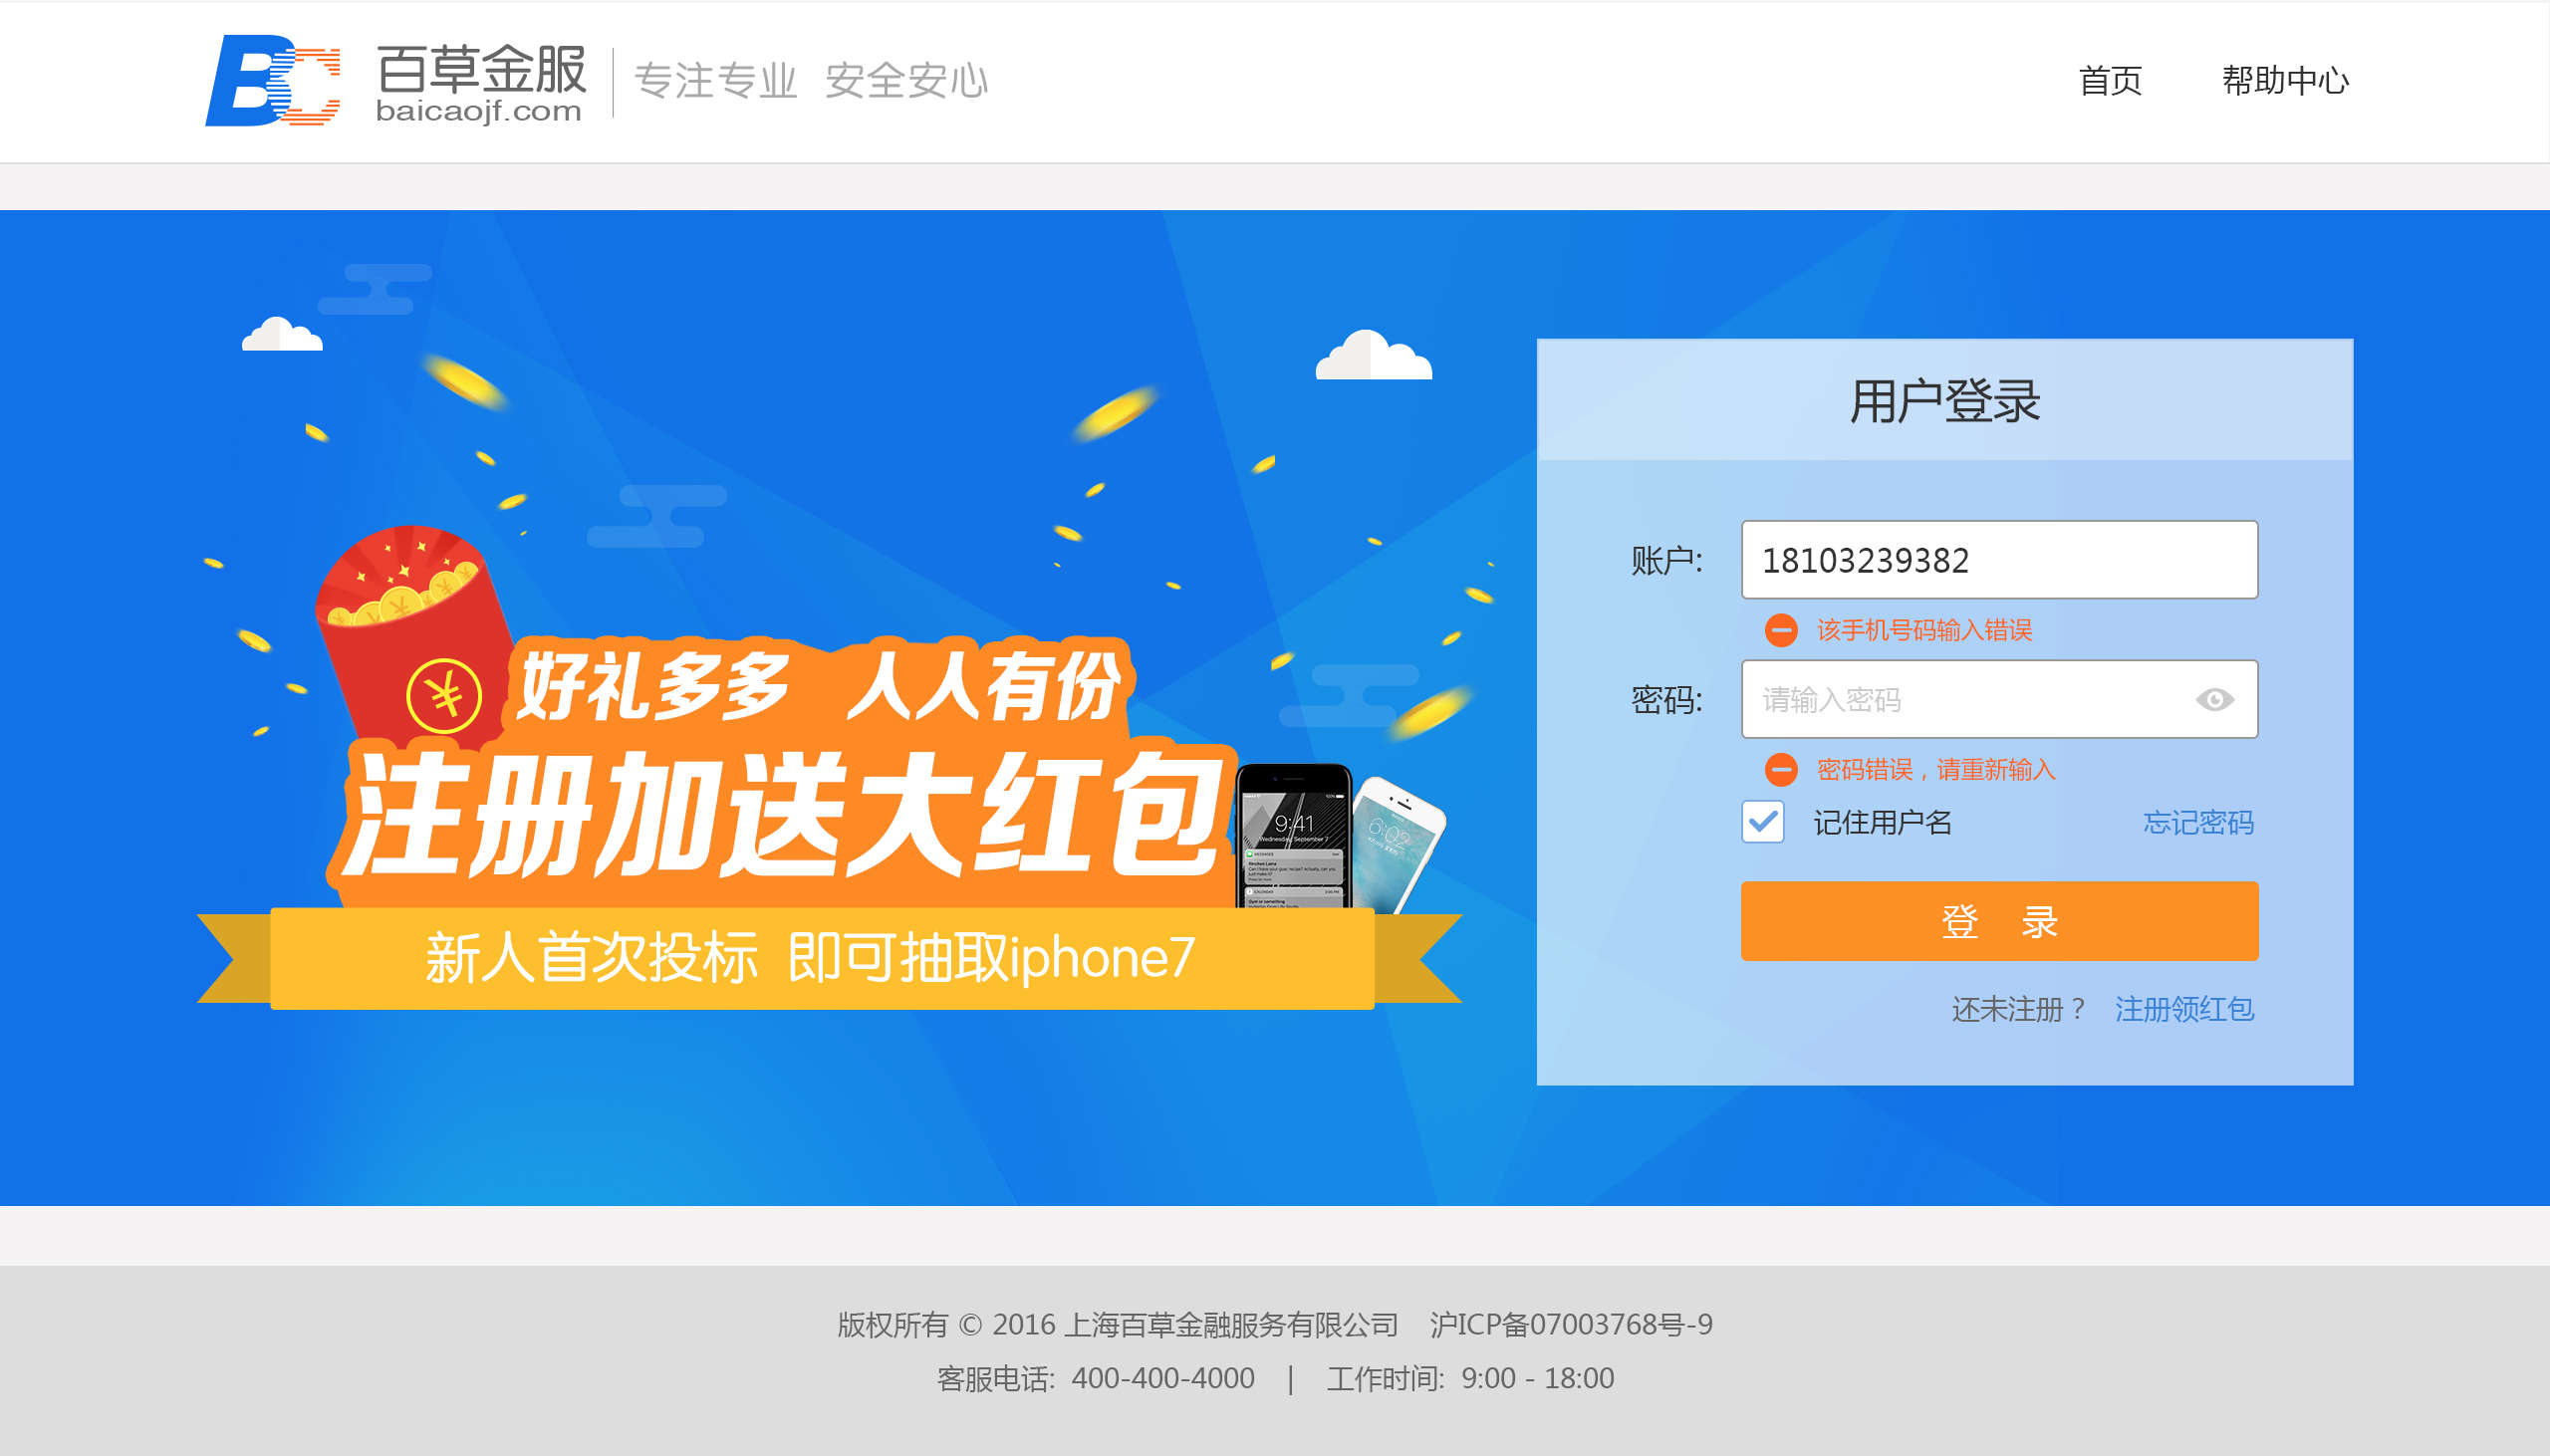 BC 百草金服 专注专业 安全安心 首页 帮助中心
baicaojf.com
用户登录
账户: 18103239382
该手机号码输入错误
密码: 请输入密码
密码错误，请重新输入
记住用户名 忘记密码
登 录
还未注册？ 注册领红包
好礼多多 人人有份
注册加送大红包
9:41
Wednesday, September 7
6:02
新人首次投标 即可抽取iphone7
版权所有 © 2016 上海百草金融服务有限公司 沪ICP备07003768号-9
客服电话: 400-400-4000 | 工作时间: 9:00 - 18:00